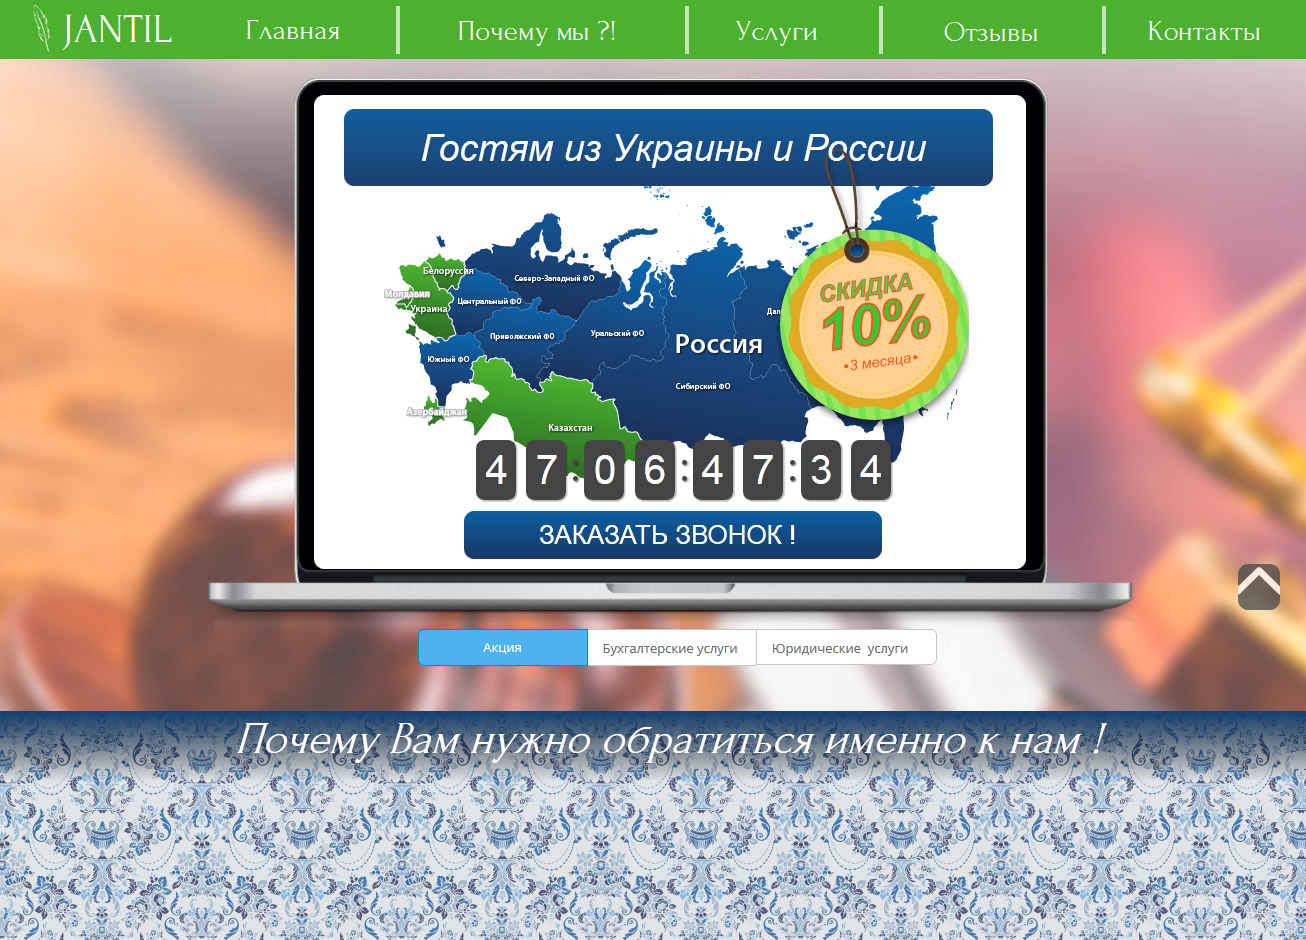 JANTIL
Главная
Почему мы ?!
Услуги
Отзывы
Контакты
Гостям из Украины и России
Белоруссия
Молдавия
Украина
Северо-Западный ФО
Центральный ФО
Приволжский ФО
Уральский ФО
Южный ФО
Россия
Сибирский ФО
Азербайджан
Казахстан
СКИДКА
10%
•3 месяца•
47:06:47:34
ЗАКАЗАТЬ ЗВОНОК !
Акция
Бухгалтерские услуги
Юридические услуги
Почему Вам нужно обратиться именно к нам !